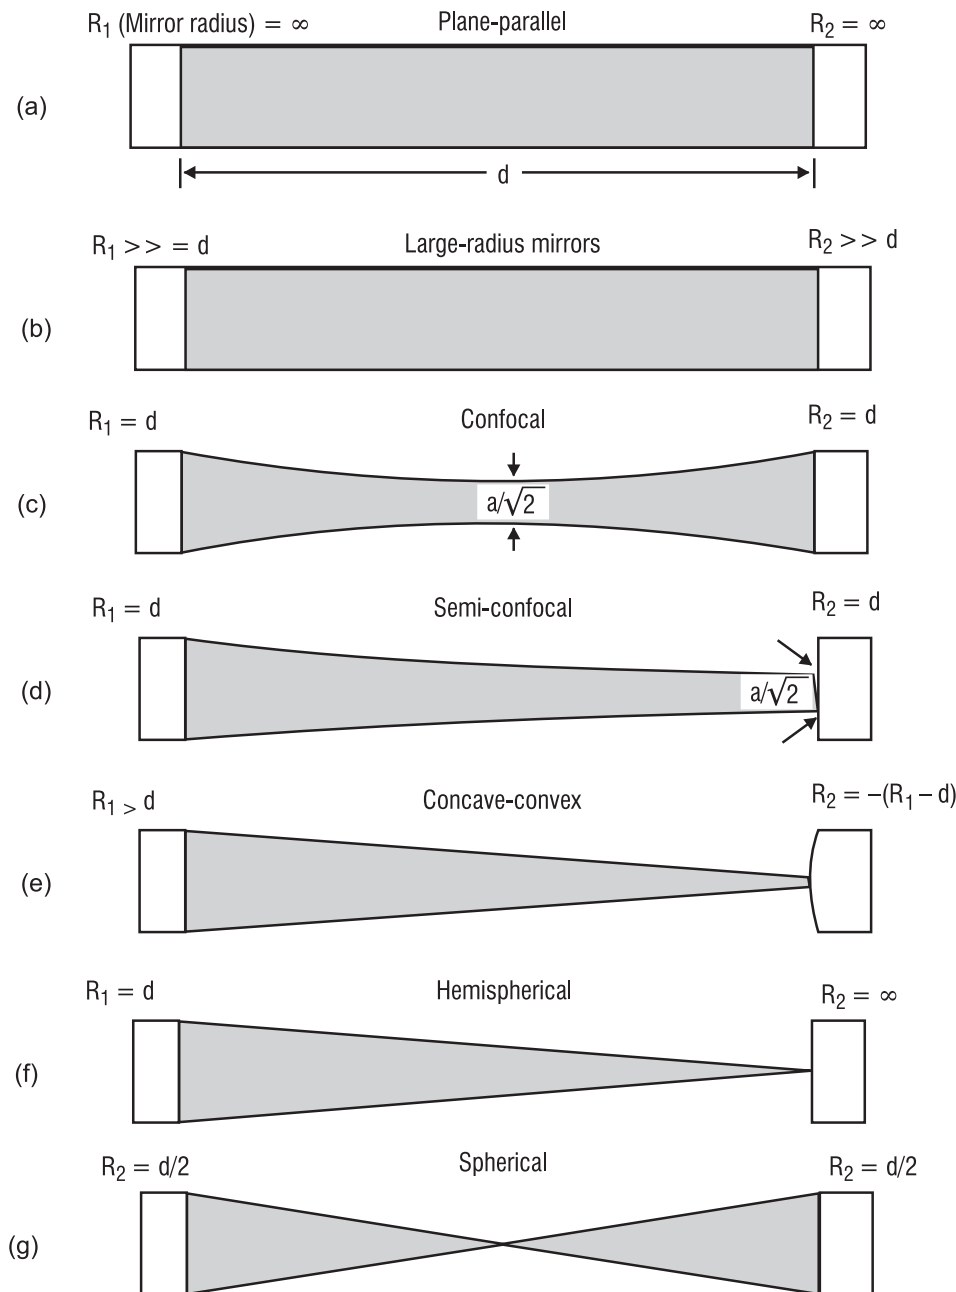 R₁ (Mirror radius) = ∞ Plane-parallel R₂ = ∞
(a)
d
R₁ >> = d Large-radius mirrors R₂ >> d
(b)
R₁ = d Confocal R₂ = d
(c) a/√2
R₁ = d Semi-confocal R₂ = d
(d) a/√2
R₁ > d Concave-convex R₂ = –(R₁ – d)
(e)
R₁ = d Hemispherical R₂ = ∞
(f)
R₂ = d/2 Spherical R₂ = d/2
(g)